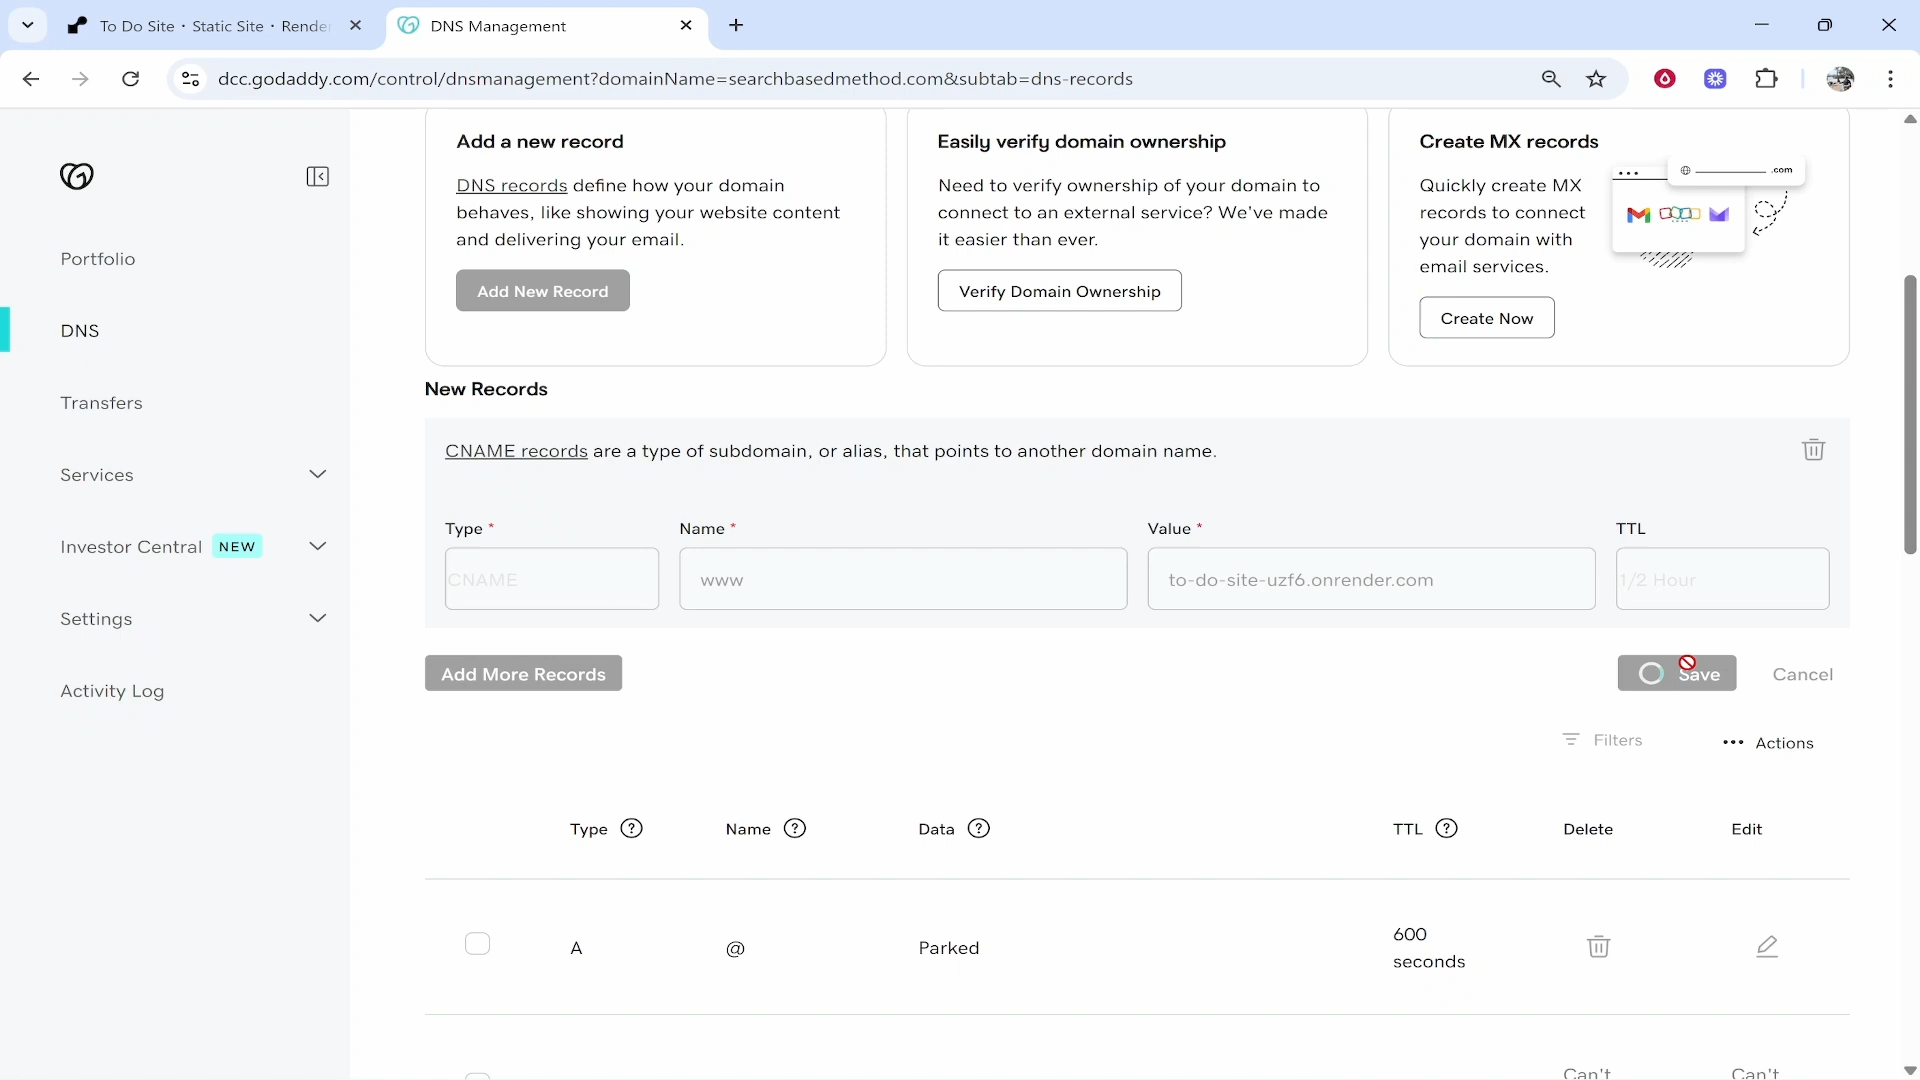 To Do Site · Static Site · Rende
DNS Management
dcc.godaddy.com/control/dnsmanagement?domainName=searchbasedmethod.com&subtab=dns-records
Portfolio
DNS
Transfers
Services
Investor Central NEW
Settings
Activity Log
Add a new record
DNS records define how your domain
behaves, like showing your website content
and delivering your email.
Add New Record
Easily verify domain ownership
Need to verify ownership of your domain to
connect to an external service? We've made
it easier than ever.
Verify Domain Ownership
Create MX records
Quickly create MX
records to connect
your domain with
email services.
.com
Create Now
New Records
CNAME records are a type of subdomain, or alias, that points to another domain name.
Type *
Name *
Value *
TTL
CNAME
www
to-do-site-uzf6.onrender.com
1/2 Hour
Add More Records
Save
Cancel
Filters
Actions
Type
Name
Data
TTL
Delete
Edit
A
@
Parked
600
seconds
Can't
Can't